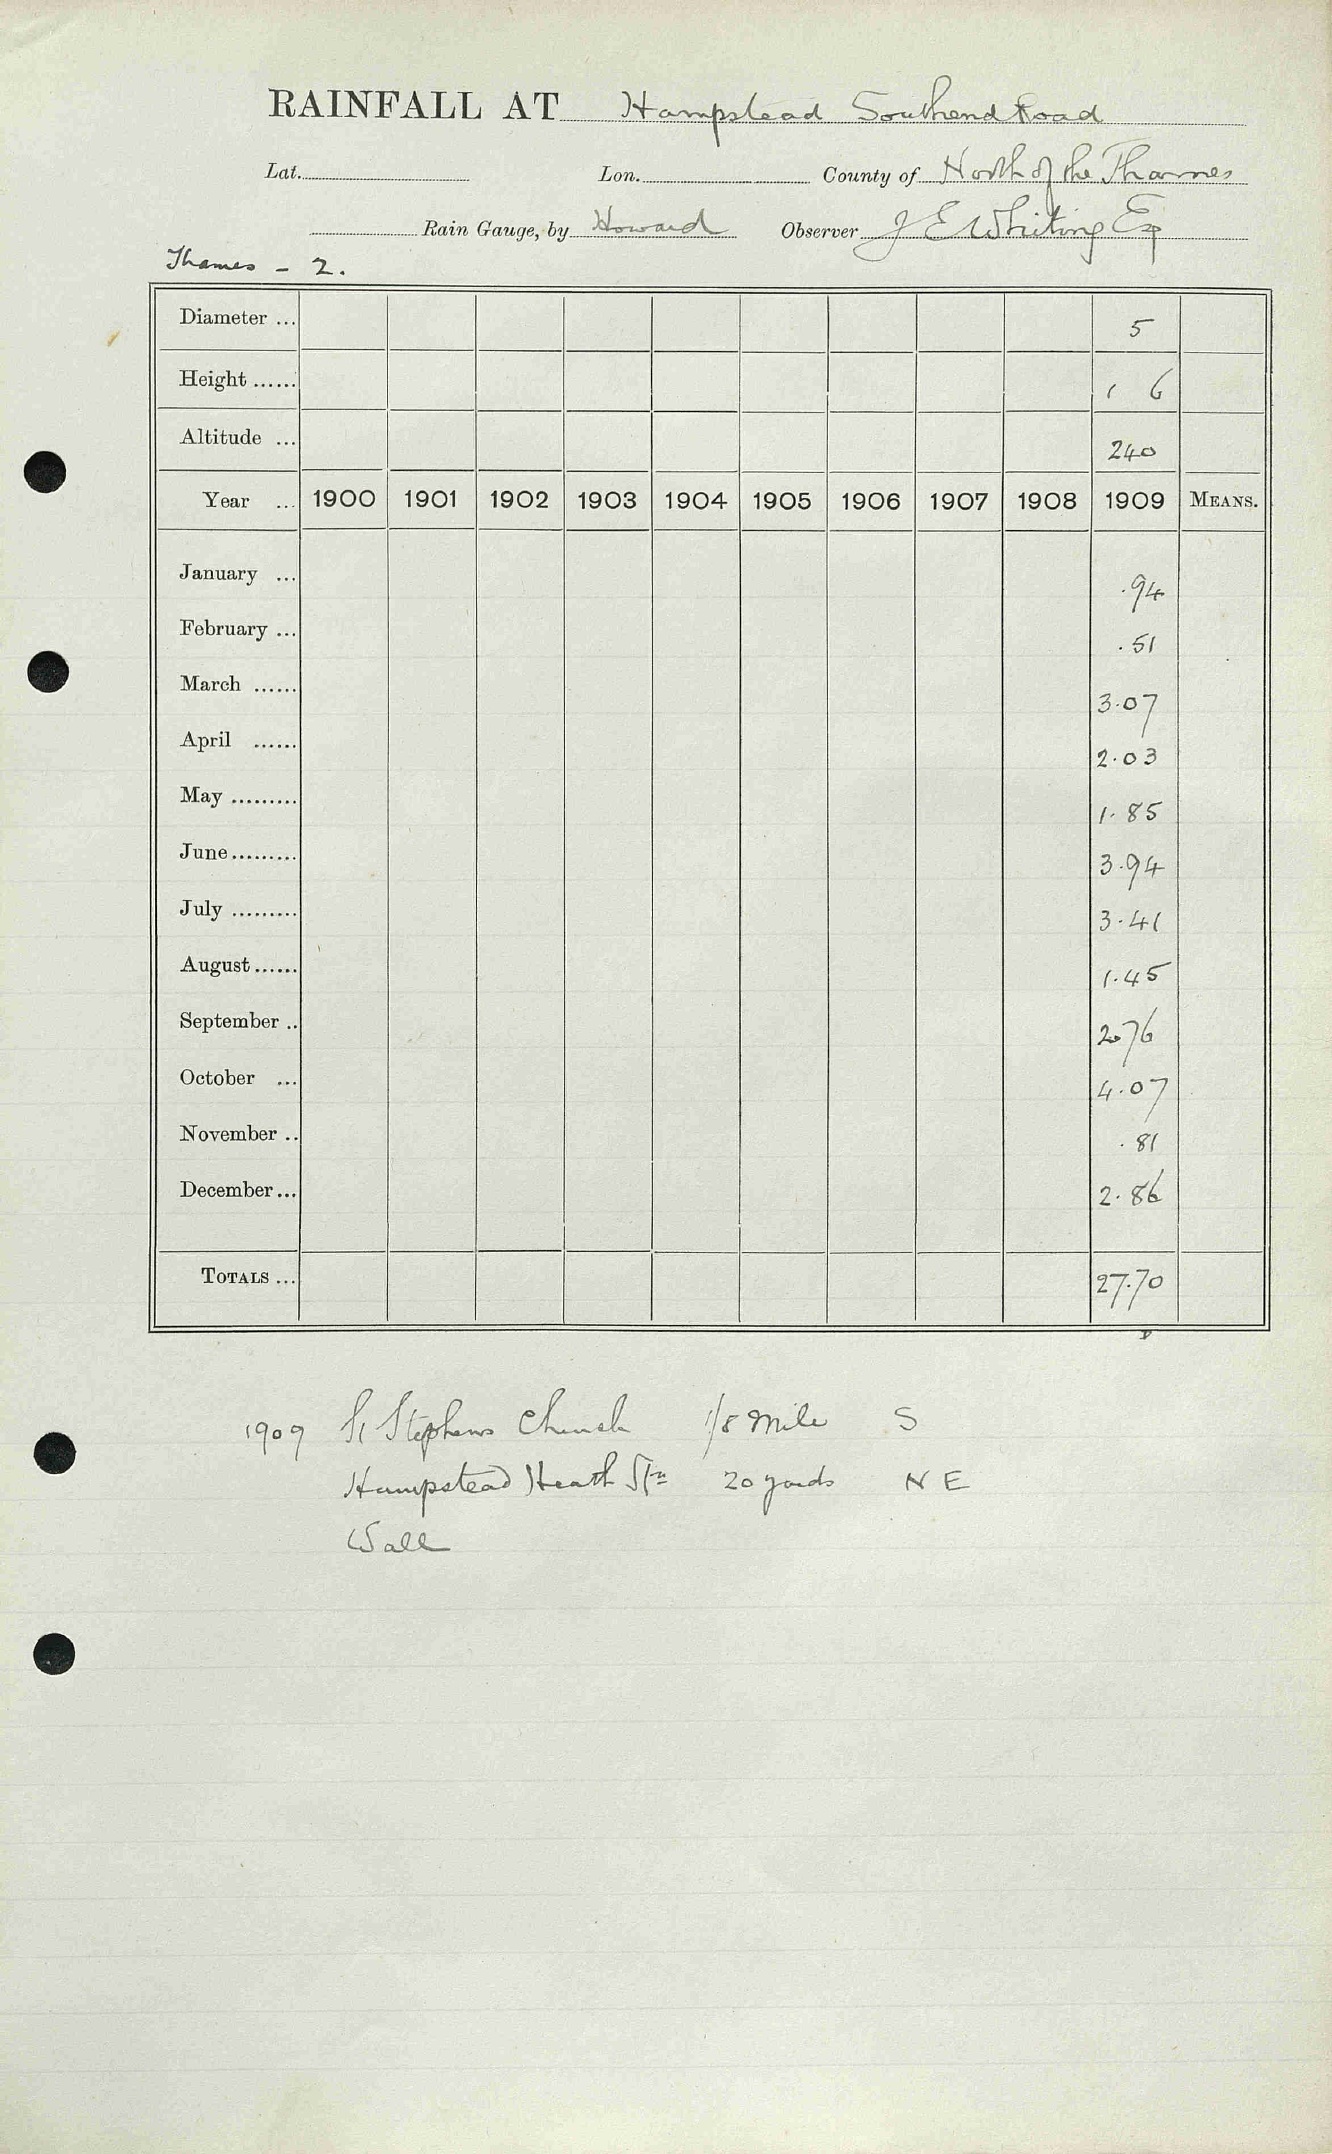 RAINFALL AT Hampstead Southend Road
Lat. Lon. County of North of the Thames
Rain Gauge, by Howard Observer J E Whiting Esq
Thames - 2.
Diameter ... 5
Height ...... 1 6
Altitude ... 240
Year ... 1900 1901 1902 1903 1904 1905 1906 1907 1908 1909 MEANS.
January ... .94
February ... .51
March ...... 3.07
April ...... 2.03
May ......... 1.85
June ......... 3.94
July ......... 3.41
August ...... 1.45
September .. 2.76
October ... 4.07
November .. .81
December ... 2.86
TOTALS ... 27.70
1909 St Stephens Church 1/8 mile S
Hampstead Heath Stn 20 yards N E
Wall